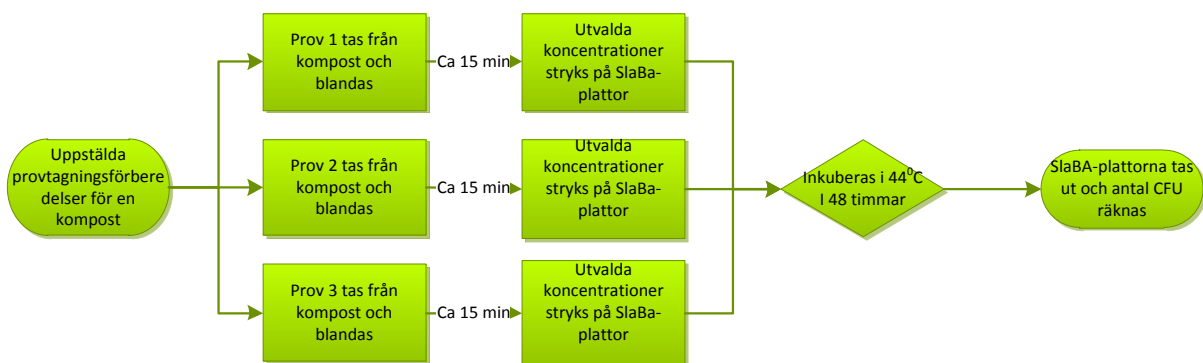 Uppstälda
provtagningsförbere
delser för en
kompost
Prov 1 tas från
kompost och
blandas
Ca 15 min
Utvalda
koncentrationer
stryks på SlaBa-
plattor
Prov 2 tas från
kompost och
blandas
Ca 15 min
Utvalda
koncentrationer
stryks på SlaBa-
plattor
Prov 3 tas från
kompost och
blandas
Ca 15 min
Utvalda
koncentrationer
stryks på SlaBa-
plattor
Inkuberas i 44⁰C
I 48 timmar
SlaBA-plattorna tas
ut och antal CFU
räknas